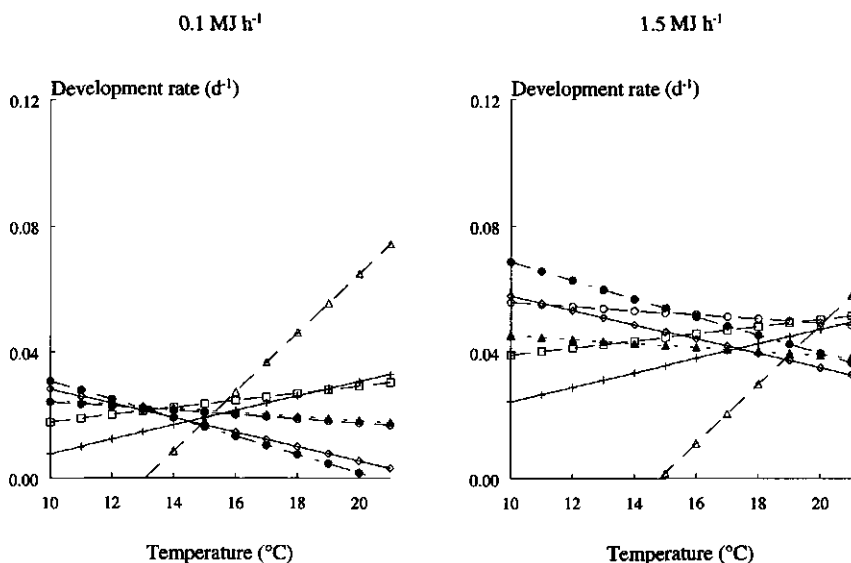 0.1 MJ h⁻¹
Development rate (d⁻¹)
0.12
0.08
0.04
0.00
10 12 14 16 18 20
Temperature (°C)
1.5 MJ h⁻¹
Development rate (d⁻¹)
0.12
0.08
0.04
0.00
10 12 14 16 18 20
Temperature (°C)